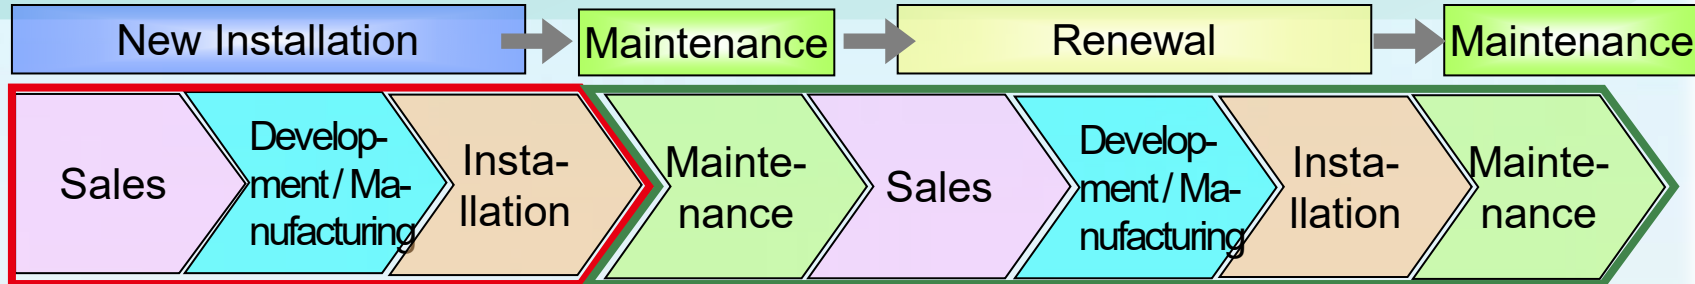 New Installation
Maintenance
Renewal
Maintenance
Sales
Develop-
ment / Ma-
nufacturing
Insta-
llation
Mainte-
nance
Sales
Develop-
ment / Ma-
nufacturing
Insta-
llation
Mainte-
nance